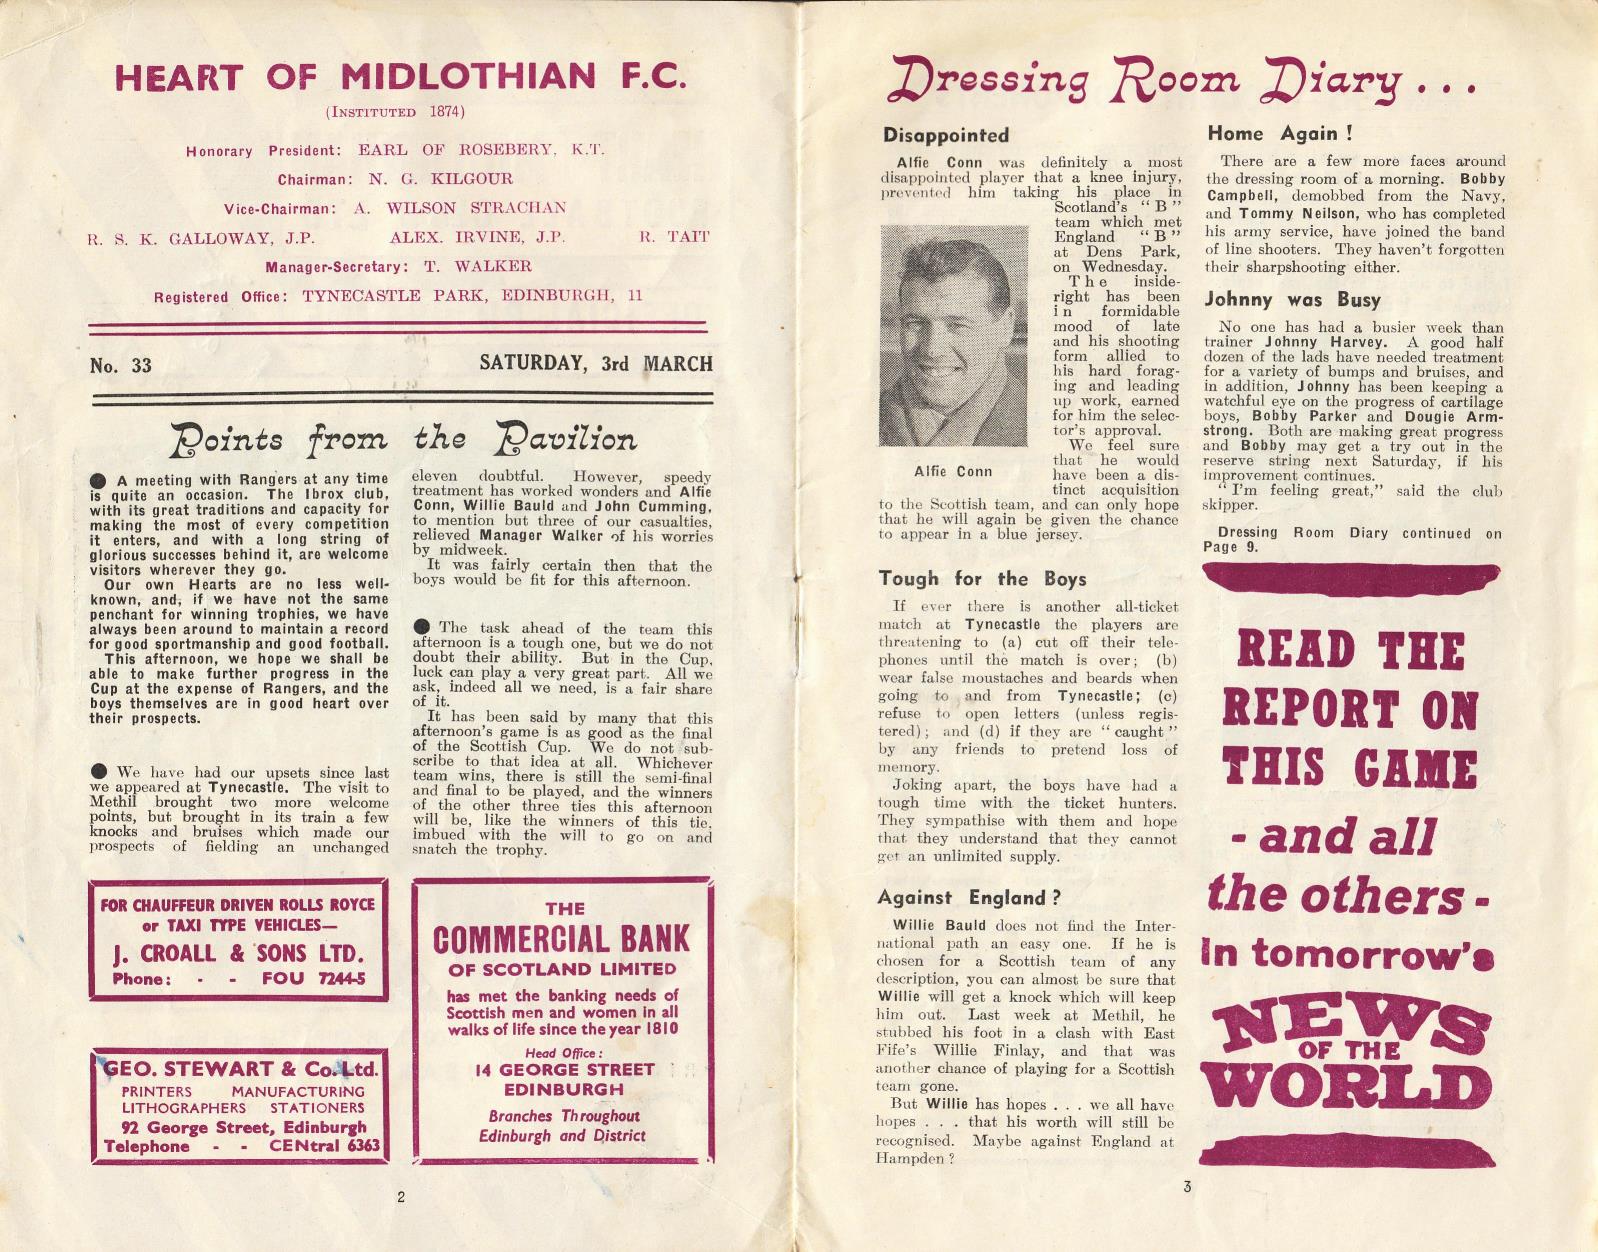 HEART OF MIDLOTHIAN F.C.
(Instituted 1874)
Honorary President: EARL OF ROSEBERY, K.T.
Chairman: N. G. KILGOUR
Vice-Chairman: A. WILSON STRACHAN
R. S. K. GALLOWAY, J.P. ALEX. IRVINE, J.P. R. TAIT
Manager-Secretary: T. WALKER
Registered Office: TYNECASTLE PARK, EDINBURGH, 11
No. 33 SATURDAY, 3rd MARCH
Points from the Pavilion
● A meeting with Rangers at any time
is quite an occasion. The Ibrox club,
with its great traditions and capacity for
making the most of every competition
it enters, and with a long string of
glorious successes behind it, are welcome
visitors wherever they go.
Our own Hearts are no less well-
known, and, if we have not the same
penchant for winning trophies, we have
always been around to maintain a record
for good sportmanship and good football.
This afternoon, we hope we shall be
able to make further progress in the
Cup at the expense of Rangers, and the
boys themselves are in good heart over
their prospects.
● We have had our upsets since last
we appeared at Tynecastle. The visit to
Methil brought two more welcome
points, but brought in its train a few
knocks and bruises which made our
prospects of fielding an unchanged
eleven doubtful. However, speedy
treatment has worked wonders and Alfie
Conn, Willie Bauld and John Cumming,
to mention but three of our casualties,
relieved Manager Walker of his worries
by midweek.
It was fairly certain then that the
boys would be fit for this afternoon.
● The task ahead of the team this
afternoon is a tough one, but we do not
doubt their ability. But in the Cup,
luck can play a very great part. All we
ask, indeed all we need, is a fair share
of it.
It has been said by many that this
afternoon's game is as good as the final
of the Scottish Cup. We do not sub-
scribe to that idea at all. Whichever
team wins, there is still the semi-final
and final to be played, and the winners
of the other three ties this afternoon
will be, like the winners of this tie,
imbued with the will to go on and
snatch the trophy.
FOR CHAUFFEUR DRIVEN ROLLS ROYCE
or TAXI TYPE VEHICLES—
J. CROALL & SONS LTD.
Phone: - - FOU 7244-5
GEO. STEWART & Co. Ltd.
PRINTERS MANUFACTURING
LITHOGRAPHERS STATIONERS
92 George Street, Edinburgh
Telephone - - CENtral 6363
THE
COMMERCIAL BANK
OF SCOTLAND LIMITED
has met the banking needs of
Scottish men and women in all
walks of life since the year 1810
Head Office:
14 GEORGE STREET
EDINBURGH
Branches Throughout
Edinburgh and District
2
Dressing Room Diary . . .
Disappointed
Alfie Conn was definitely a most
disappointed player that a knee injury,
prevented him taking his place in
Scotland's "B"
team which met
England "B"
at Dens Park,
on Wednesday.
The inside-
right has been
in formidable
mood of late
and his shooting
form allied to
his hard forag-
ing and leading
up work, earned
for him the selec-
tor's approval.
We feel sure
that he would
have been a dis-
tinct acquisition
Alfie Conn
to the Scottish team, and can only hope
that he will again be given the chance
to appear in a blue jersey.
Tough for the Boys
If ever there is another all-ticket
match at Tynecastle the players are
threatening to (a) cut off their tele-
phones until the match is over; (b)
wear false moustaches and beards when
going to and from Tynecastle; (c)
refuse to open letters (unless regis-
tered); and (d) if they are "caught"
by any friends to pretend loss of
memory.
Joking apart, the boys have had a
tough time with the ticket hunters.
They sympathise with them and hope
that they understand that they cannot
get an unlimited supply.
Against England?
Willie Bauld does not find the Inter-
national path an easy one. If he is
chosen for a Scottish team of any
description, you can almost be sure that
Willie will get a knock which will keep
him out. Last week at Methil, he
stubbed his foot in a clash with East
Fife's Willie Finlay, and that was
another chance of playing for a Scottish
team gone.
But Willie has hopes . . . we all have
hopes . . . that his worth will still be
recognised. Maybe against England at
Hampden?
Home Again!
There are a few more faces around
the dressing room of a morning. Bobby
Campbell, demobbed from the Navy,
and Tommy Neilson, who has completed
his army service, have joined the band
of line shooters. They haven't forgotten
their sharpshooting either.
Johnny was Busy
No one has had a busier week than
trainer Johnny Harvey. A good half
dozen of the lads have needed treatment
for a variety of bumps and bruises, and
in addition, Johnny has been keeping a
watchful eye on the progress of cartilage
boys, Bobby Parker and Dougie Arm-
strong. Both are making great progress
and Bobby may get a try out in the
reserve string next Saturday, if his
improvement continues.
"I'm feeling great," said the club
skipper.
Dressing Room Diary continued on
Page 9.
READ THE
REPORT ON
THIS GAME
- and all
the others -
In tomorrow's
NEWS
OF THE
WORLD
3